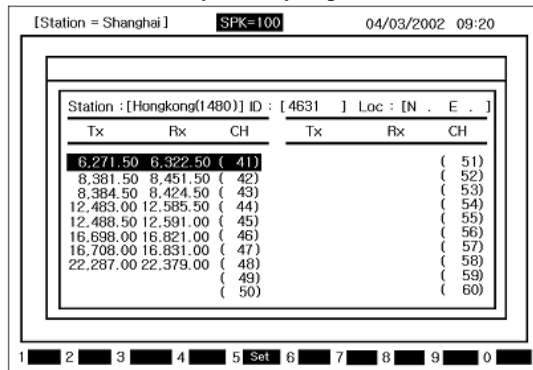 [Station = Shanghai] SPK=100 04/03/2002 09:20
Station :[Hongkong(1480)] ID : [ 4631 ] Loc : [N . E . ]
Tx Rx CH Tx Rx CH
6,271.50 6,322.50 ( 41) ( 51)
8,381.50 8,451.50 ( 42) ( 52)
8,384.50 8,424.50 ( 43) ( 53)
12,483.00 12,585.50 ( 44) ( 54)
12,488.50 12,591.00 ( 45) ( 55)
16,698.00 16.821.00 ( 46) ( 56)
16,708.00 16.831.00 ( 47) ( 57)
22,287.00 22,379.00 ( 48) ( 58)
( 49) ( 59)
( 50) ( 60)
1 2 3 4 5 Set 6 7 8 9 0